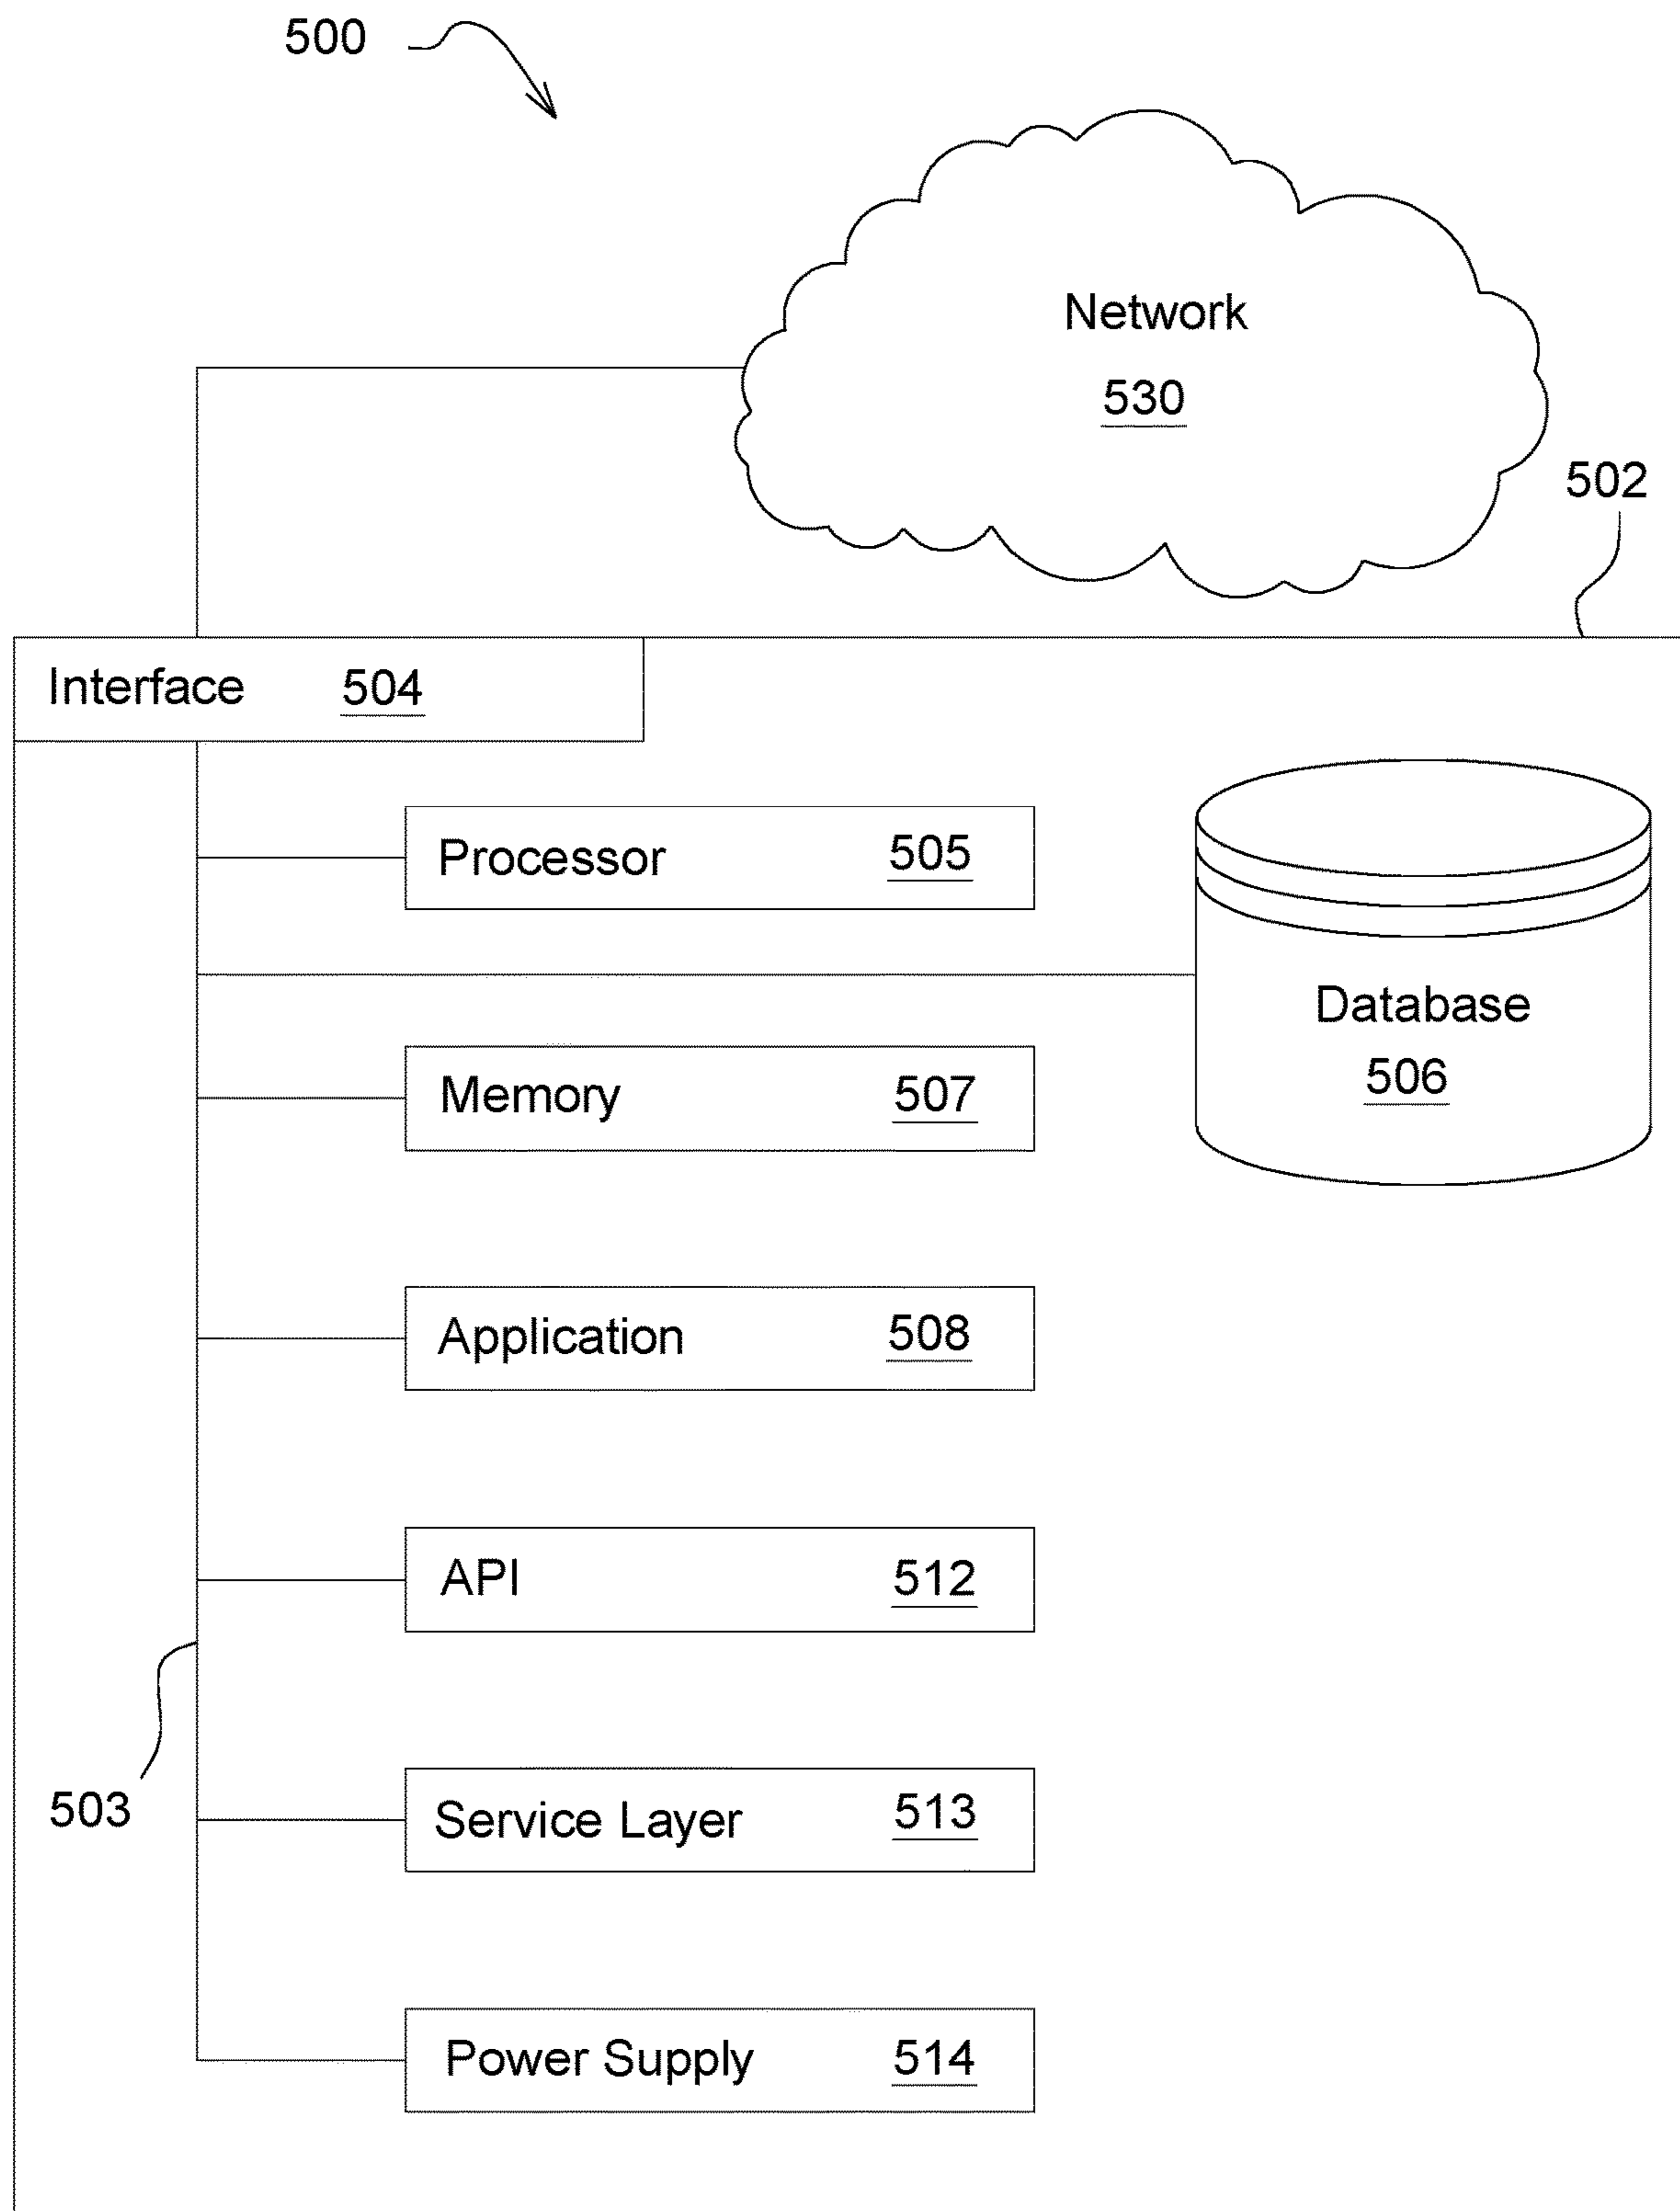 500
Network
530
502
Interface 504
Processor 505
Database
506
Memory 507
Application 508
API 512
503
Service Layer 513
Power Supply 514